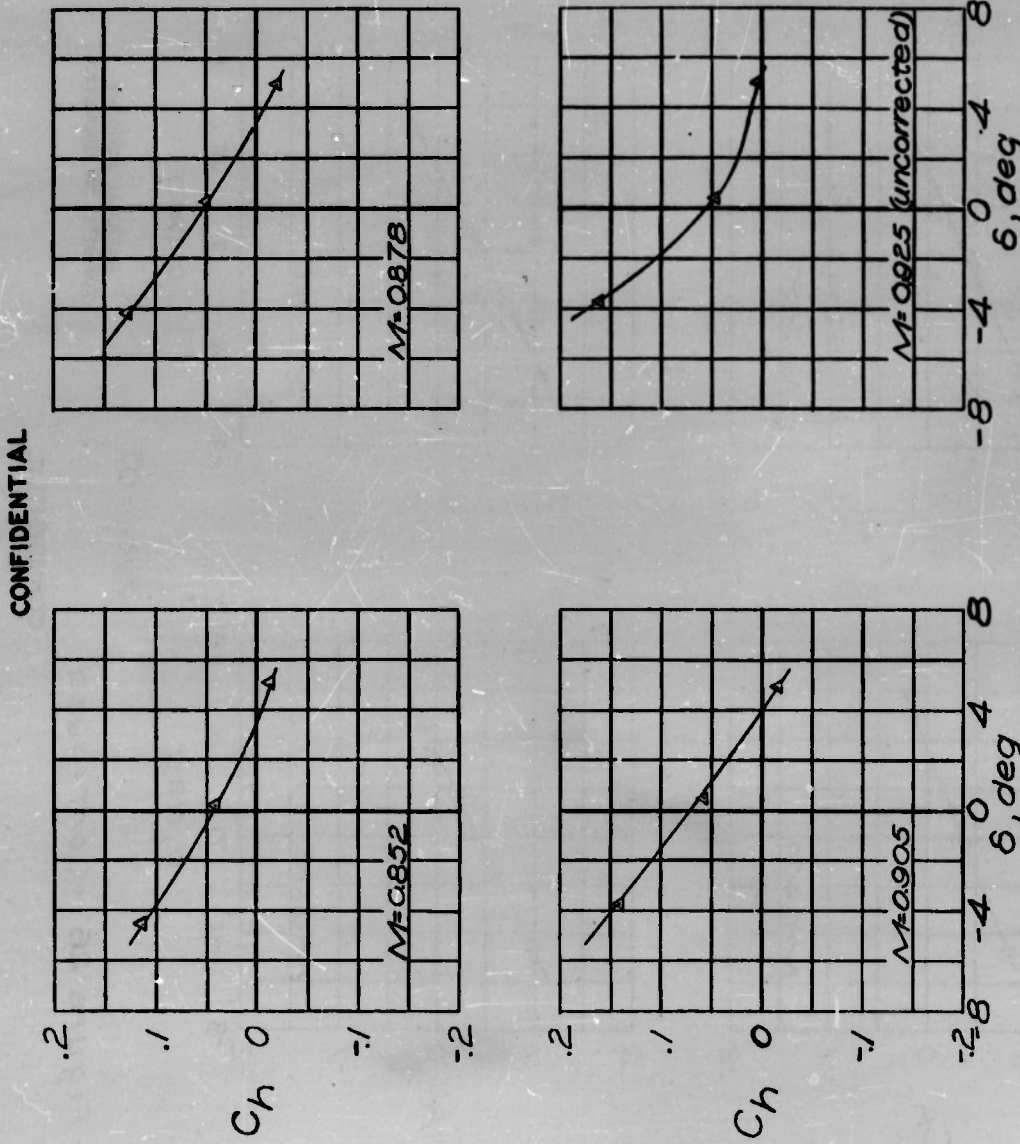 CONFIDENTIAL
.2
.1
0
-.1
-.2
Ch
M=0.852
M=0.878
.2
.1
0
-.1
-.2
Ch
M=0.905
M=0.925 (uncorrected)
-8 -4 0 4 8
δ, deg
-8 -4 0 4 8
δ, deg